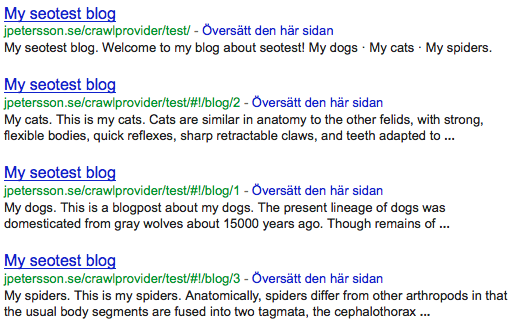 My seotest blog
jpetersson.se/crawlprovider/test/ - Översätt den här sidan
My seotest blog. Welcome to my blog about seotest! My dogs · My cats · My spiders.
My seotest blog
jpetersson.se/crawlprovider/test/#!/blog/2 - Översätt den här sidan
My cats. This is my cats. Cats are similar in anatomy to the other felids, with strong,
flexible bodies, quick reflexes, sharp retractable claws, and teeth adapted to ...
My seotest blog
jpetersson.se/crawlprovider/test/#!/blog/1 - Översätt den här sidan
My dogs. This is a blogpost about my dogs. The present lineage of dogs was
domesticated from gray wolves about 15000 years ago. Though remains of ...
My seotest blog
jpetersson.se/crawlprovider/test/#!/blog/3 - Översätt den här sidan
My spiders. This is my spiders. Anatomically, spiders differ from other arthropods in that
the usual body segments are fused into two tagmata, the cephalothorax ...